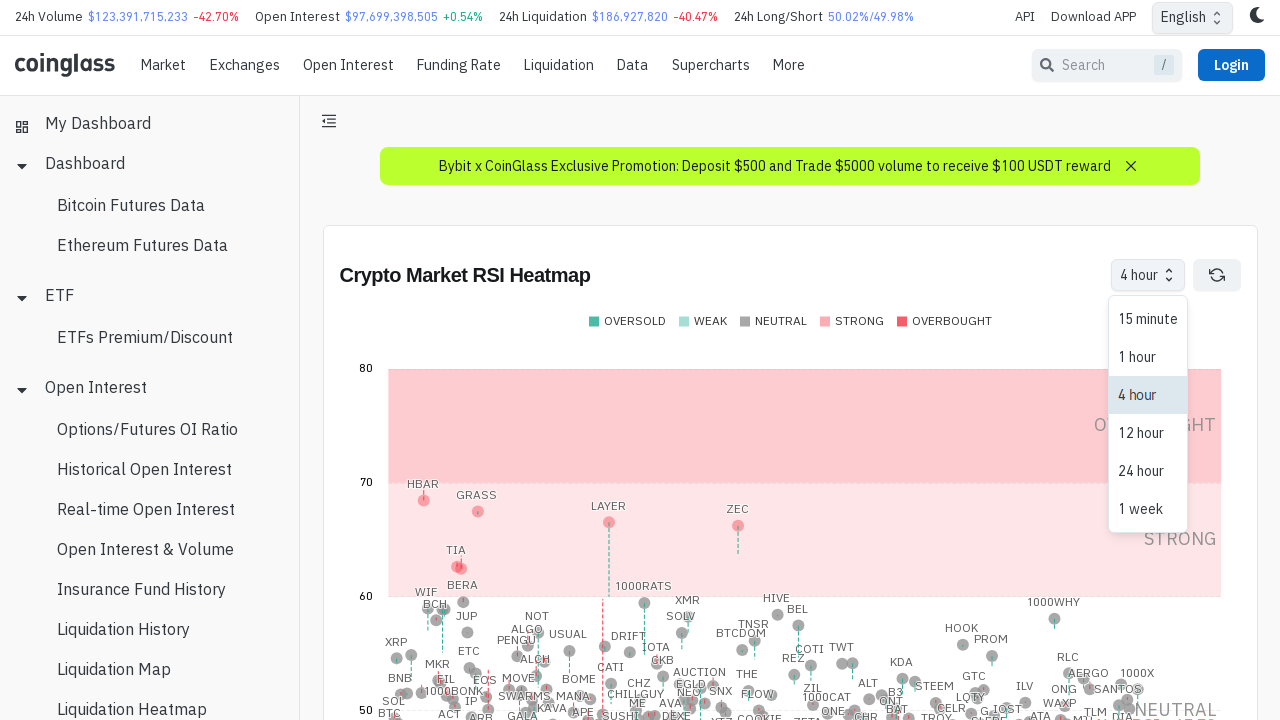 24h Volume $123,391,715,233 -42.70% Open Interest $97,699,398,505 +0.54% 24h Liquidation $186,927,820 -40.47% 24h Long/Short 50.02%/49.98% API Download APP English
coinglass Market Exchanges Open Interest Funding Rate Liquidation Data Supercharts More Search / Login
My Dashboard
Dashboard
Bitcoin Futures Data
Ethereum Futures Data
ETF
ETFs Premium/Discount
Open Interest
Options/Futures OI Ratio
Historical Open Interest
Real-time Open Interest
Open Interest & Volume
Insurance Fund History
Liquidation History
Liquidation Map
Liquidation Heatmap
Bybit x CoinGlass Exclusive Promotion: Deposit $500 and Trade $5000 volume to receive $100 USDT reward
Crypto Market RSI Heatmap
4 hour
15 minute
1 hour
4 hour
12 hour
24 hour
1 week
OVERSOLD WEAK NEUTRAL STRONG OVERBOUGHT
80
70
HBAR
GRASS
LAYER
ZEC
STRONG
TIA
60
BERA
1000RATS
WIF
BCH
XMR
HIVE
1000WHY
JUP
NOT
SOLV
BEL
ALGO
USUAL
DRIFT
BTCDOM
TNSR
HOOK
XRP
PENGU
PROM
ETC
ALCH
CATI
IOTA
CKB
REZ
COTI
TWT
KDA
RLC
MKR
BNB
FIL
EOS
MOVE
BOME
CHZ
AUCTION
EGLD
THE
ALT
GTC
AERGO
1000X
SOL
1000BONK
IP
SWARMS
MANA
CHILLGUY
NEO
SNX
FLOW
ZIL
1000CAT
B3
STEEM
LQTY
ILV
ONG
SANTOS
BTC
ACT
KAVA
APE
ME
AVA
ONE
BAT
CELR
IOST
WAXP
NEUTRAL
50
GALA
SUSHI
DEXE
COOKIE
CHR
TROY
ATA
TLM